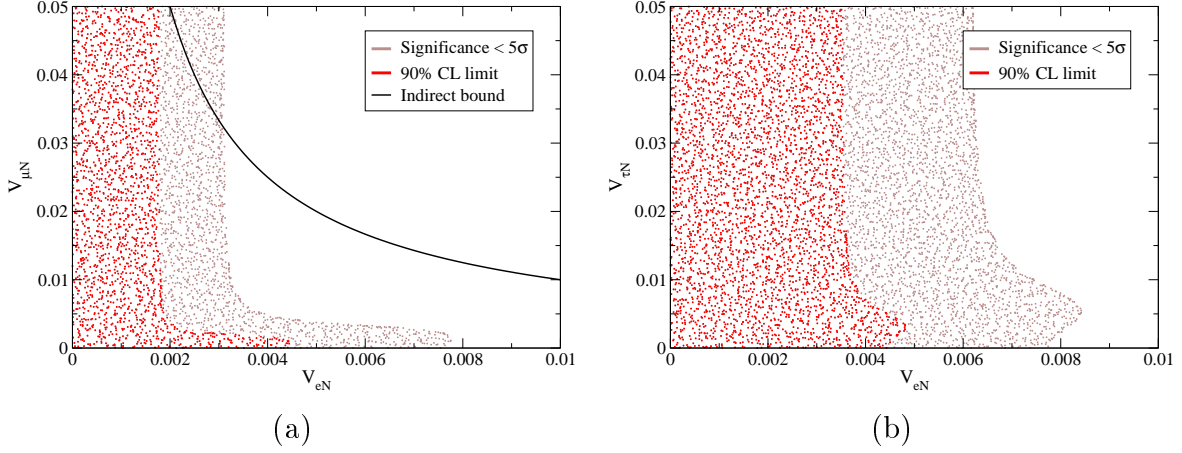 0.05
0.04
0.03
0.02
0.01
0
V_μN
Significance < 5σ
90% CL limit
Indirect bound
0 0.002 0.004 0.006 0.008 0.01
V_eN
(a)
0.05
0.04
0.03
0.02
0.01
0
V_τN
Significance < 5σ
90% CL limit
0 0.002 0.004 0.006 0.008 0.01
V_eN
(b)